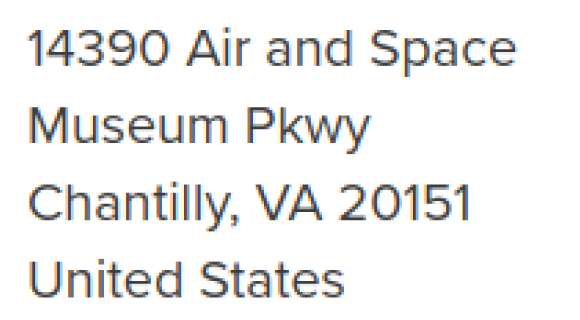 14390 Air and Space
Museum Pkwy
Chantilly, VA 20151
United States